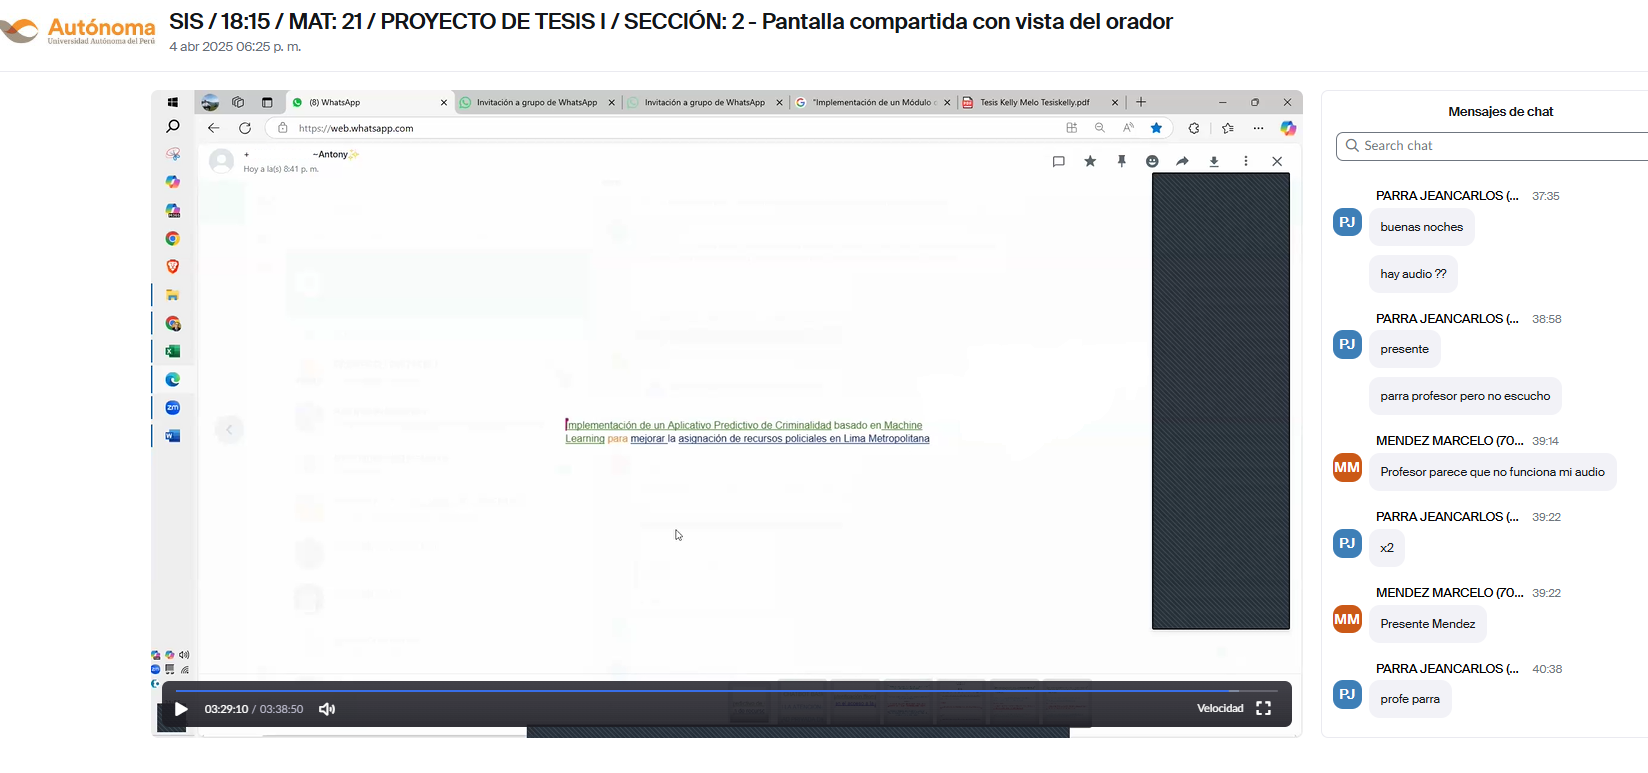 Autónoma
Universidad Autónoma del Perú
SIS / 18:15 / MAT: 21 / PROYECTO DE TESIS I / SECCIÓN: 2 - Pantalla compartida con vista del orador
4 abr 2025 06:25 p. m.
(8) WhatsApp
Invitación a grupo de WhatsApp
Invitación a grupo de WhatsApp
"Implementación de un Módulo
Tesis Kelly Melo Tesiskelly.pdf
https://web.whatsapp.com
+ ~Antony✨
Hoy a la(s) 8:41 p. m.
Implementación de un Aplicativo Predictivo de Criminalidad basado en Machine
Learning para mejorar la asignación de recursos policiales en Lima Metropolitana
03:29:10 / 03:38:50
Velocidad
Mensajes de chat
Search chat
PARRA JEANCARLOS (... 37:35
PJ
buenas noches
hay audio ??
PARRA JEANCARLOS (... 38:58
PJ
presente
parra profesor pero no escucho
MENDEZ MARCELO (70... 39:14
MM
Profesor parece que no funciona mi audio
PARRA JEANCARLOS (... 39:22
PJ
x2
MENDEZ MARCELO (70... 39:22
MM
Presente Mendez
PARRA JEANCARLOS (... 40:38
PJ
profe parra